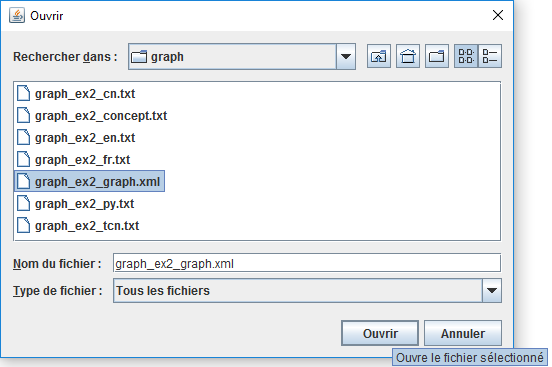 Ouvrir
Rechercher dans : graph
graph_ex2_cn.txt
graph_ex2_concept.txt
graph_ex2_en.txt
graph_ex2_fr.txt
graph_ex2_graph.xml
graph_ex2_py.txt
graph_ex2_tcn.txt
Nom du fichier : graph_ex2_graph.xml
Type de fichier : Tous les fichiers
Ouvrir Annuler
Ouvre le fichier sélectionné